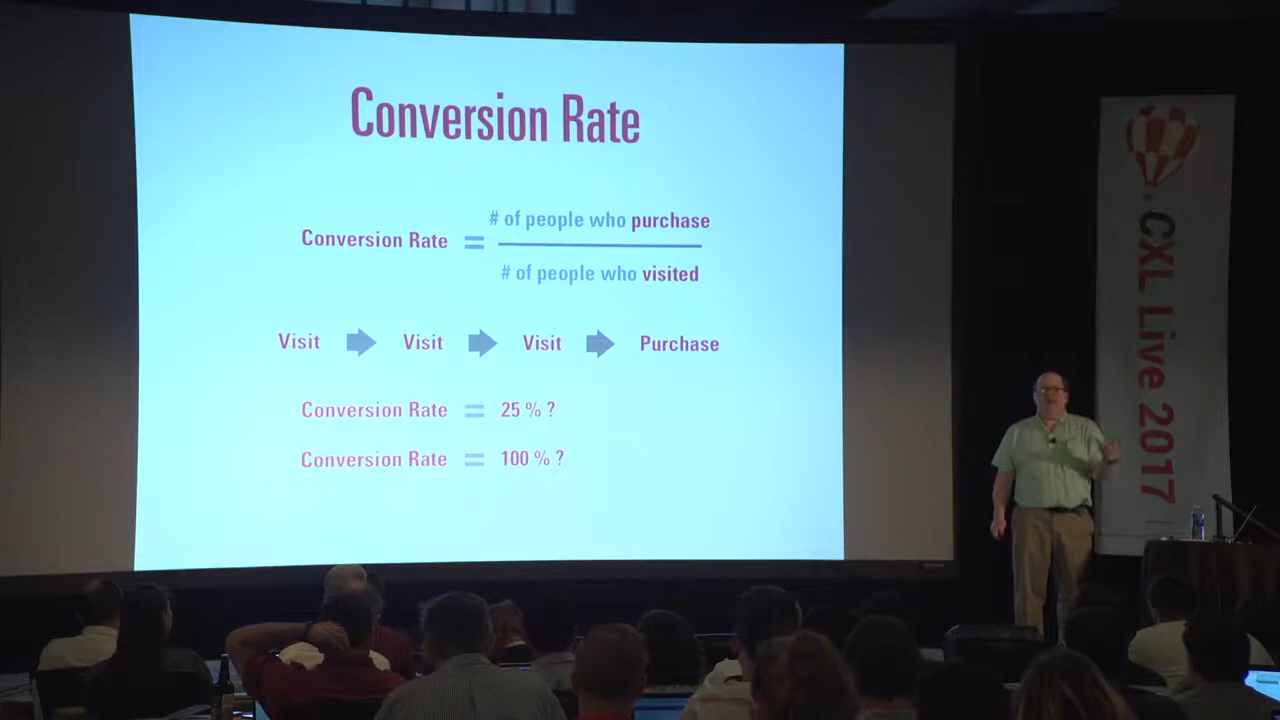 Conversion Rate
Conversion Rate = # of people who purchase
# of people who visited
Visit Visit Visit Purchase
Conversion Rate = 25 % ?
Conversion Rate = 100 % ?
CXL Live 2017